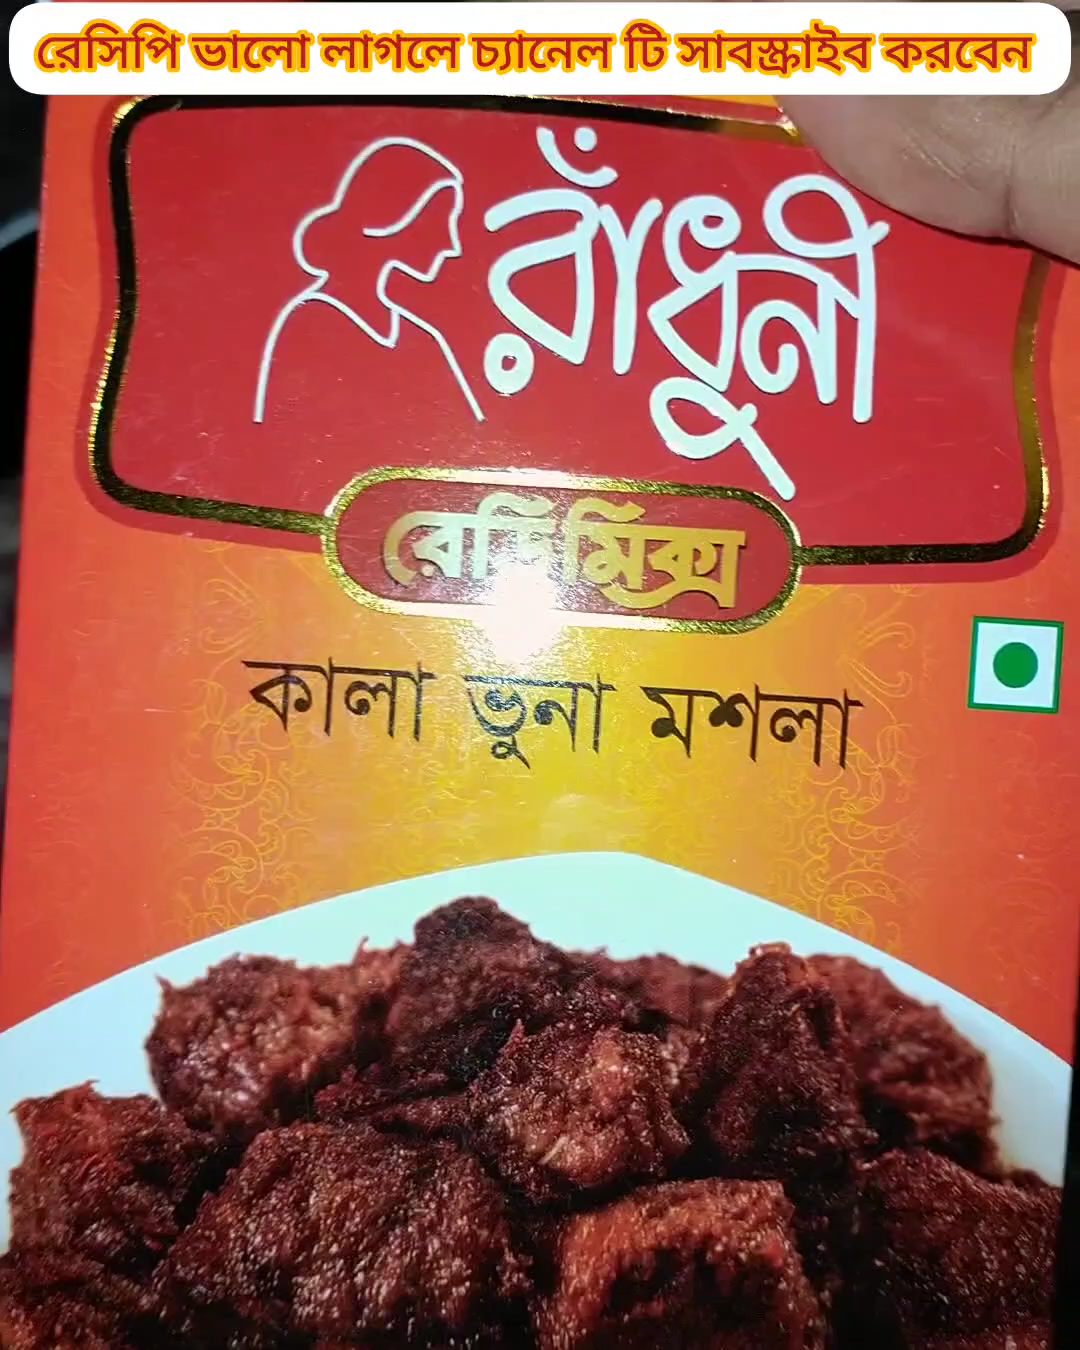 রেসিপি ভালো লাগলে চ্যানেল টি সাবস্ক্রাইব করবেন
রাঁধুনী
রেসিপি মিক্স
কালা ভুনা মশলা